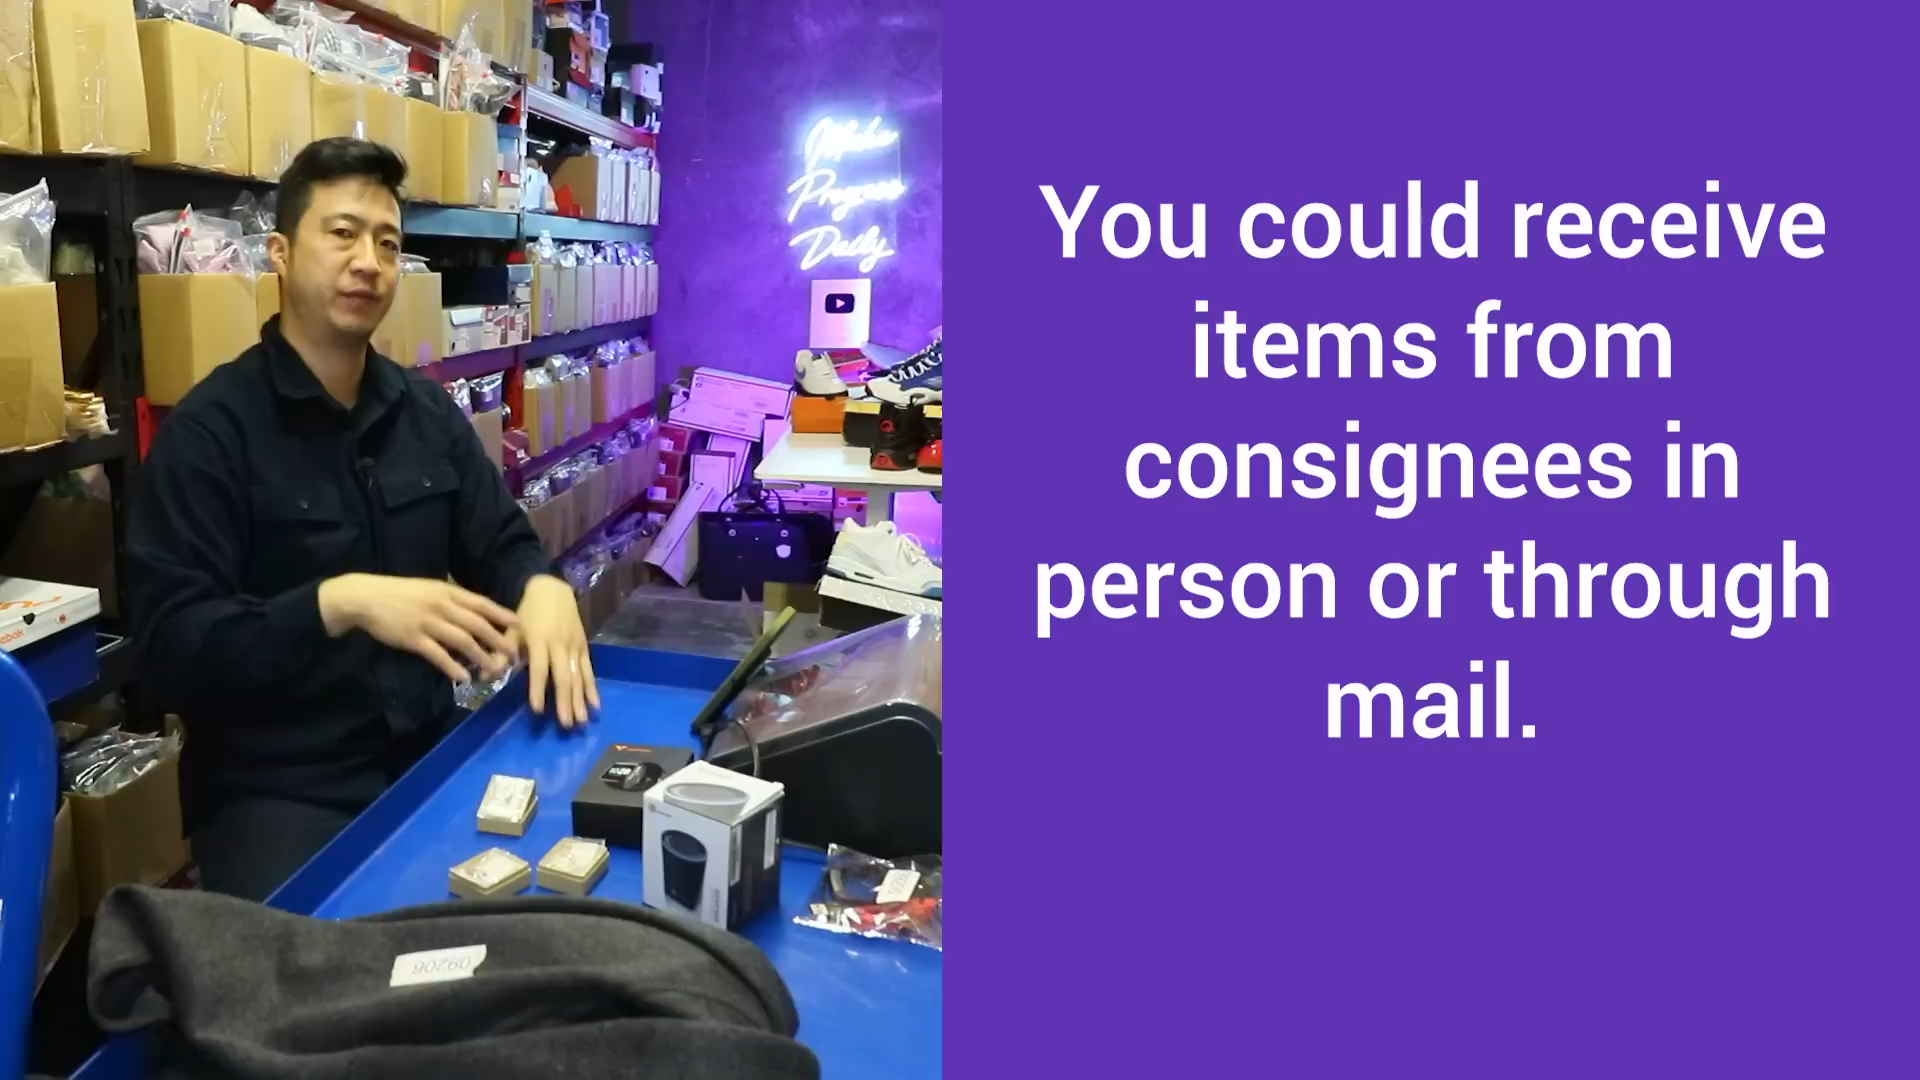 Make
Progress
Daily
You could receive
items from
consignees in
person or through
mail.
09206